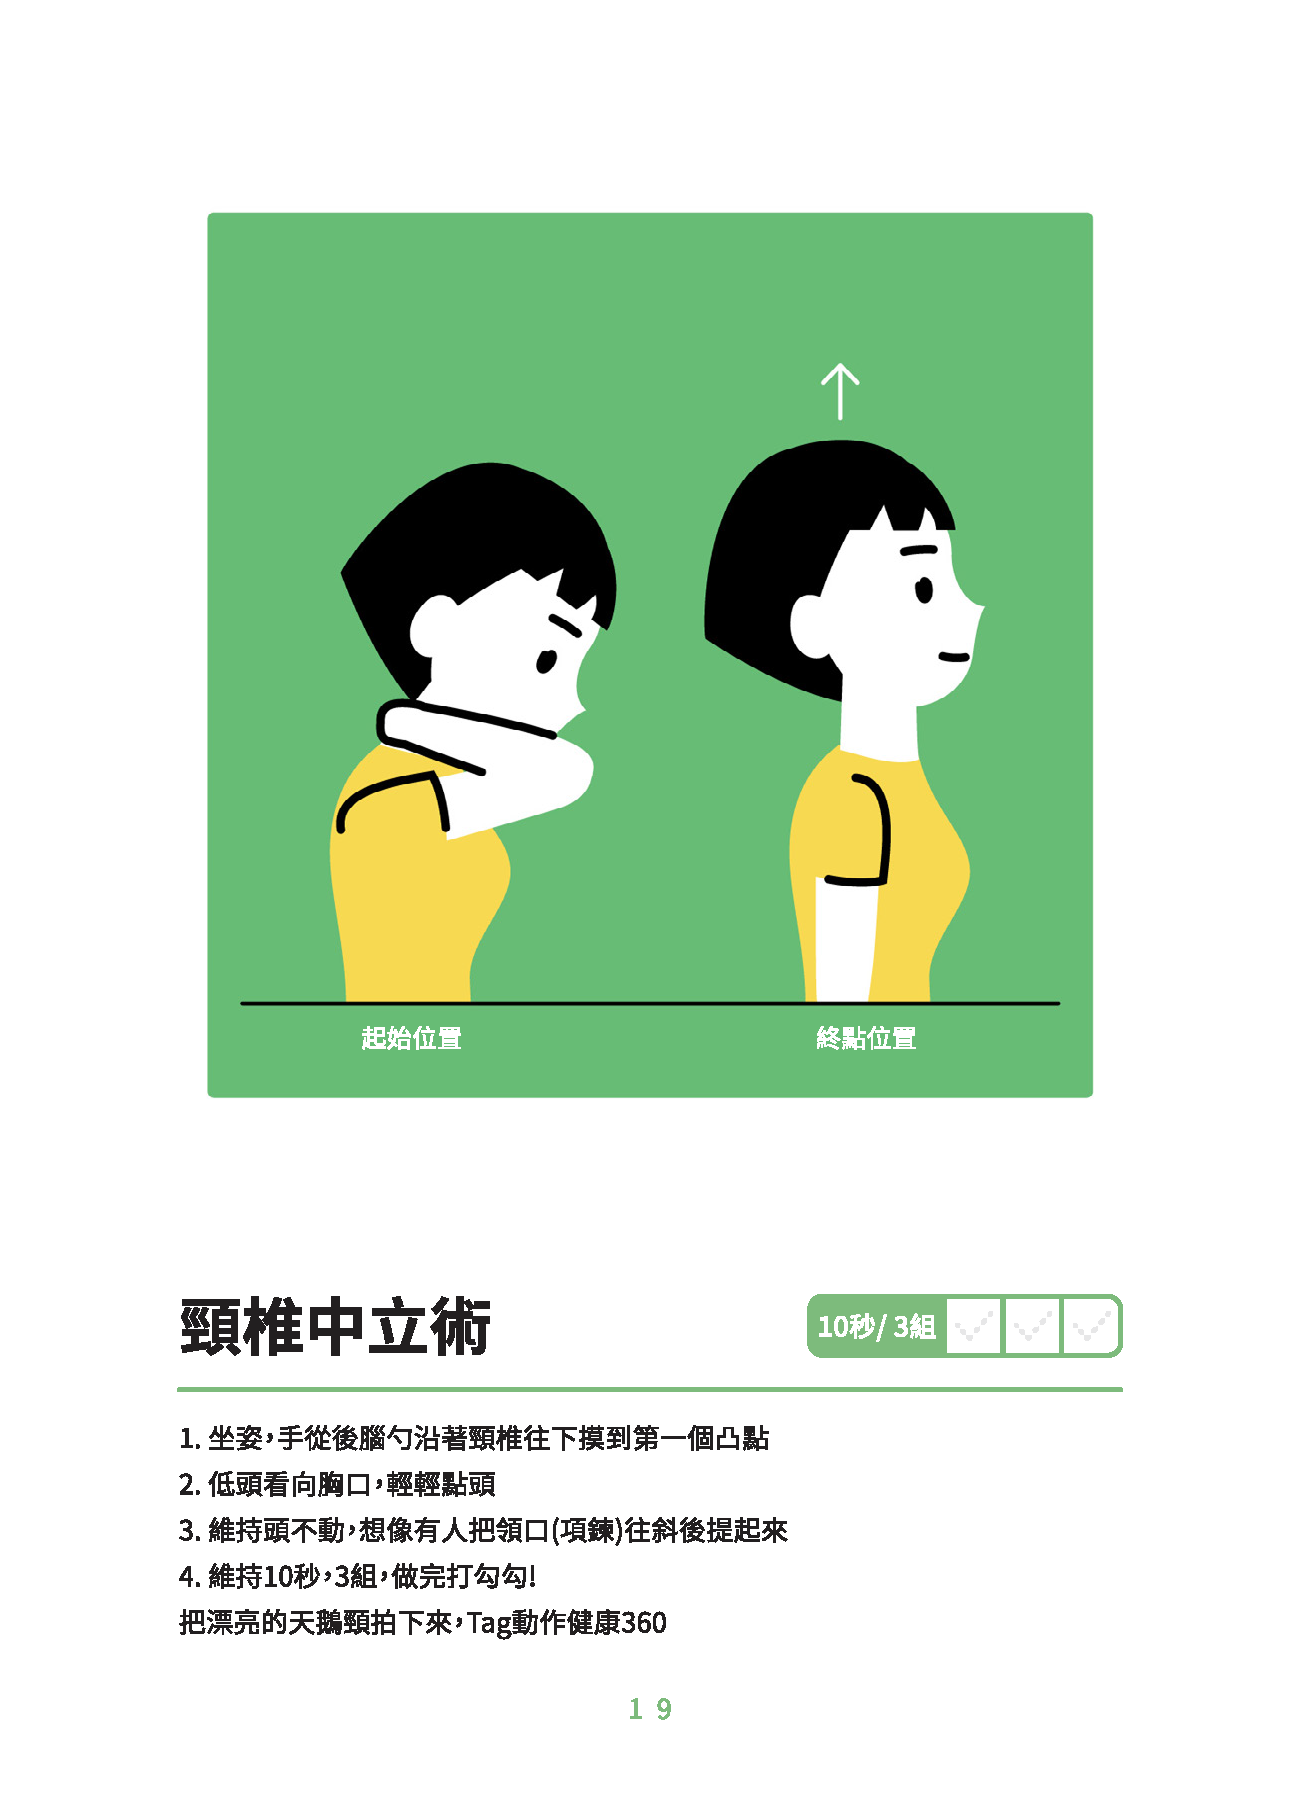 起始位置
終點位置
頸椎中立術
10秒/ 3組
1. 坐姿，手從後腦勺沿著頸椎往下摸到第一個凸點
2. 低頭看向胸口，輕輕點頭
3. 維持頭不動，想像有人把領口(項鍊)往斜後提起來
4. 維持10秒，3組，做完打勾勾!
把漂亮的天鵝頸拍下來，Tag動作健康360
19